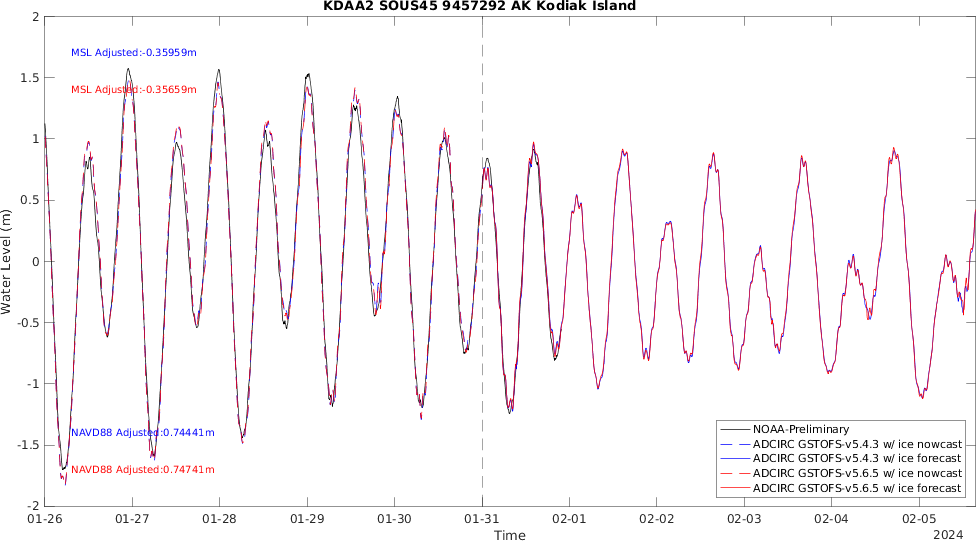 KDAA2 SOUS45 9457292 AK Kodiak Island
2
1.5
1
0.5
0
-0.5
-1
-1.5
-2
Water Level (m)
MSL Adjusted:-0.35959m
MSL Adjusted:-0.35659m
NAVD88 Adjusted:0.74441m
NAVD88 Adjusted:0.74741m
NOAA-Preliminary
ADCIRC GSTOFS-v5.4.3 w/ ice nowcast
ADCIRC GSTOFS-v5.4.3 w/ ice forecast
ADCIRC GSTOFS-v5.6.5 w/ ice nowcast
ADCIRC GSTOFS-v5.6.5 w/ ice forecast
01-26 01-27 01-28 01-29 01-30 01-31 02-01 02-02 02-03 02-04 02-05
Time
2024